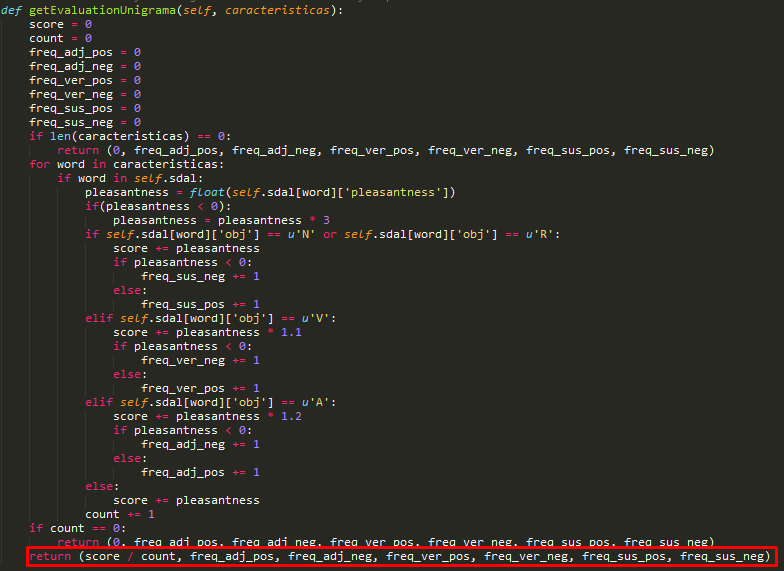 def getEvaluationUnigrama(self, caracteristicas):
    score = 0
    count = 0
    freq_adj_pos = 0
    freq_adj_neg = 0
    freq_ver_pos = 0
    freq_ver_neg = 0
    freq_sus_pos = 0
    freq_sus_neg = 0
    if len(caracteristicas) == 0:
        return (0, freq_adj_pos, freq_adj_neg, freq_ver_pos, freq_ver_neg, freq_sus_pos, freq_sus_neg)
    for word in caracteristicas:
        if word in self.sdal:
            pleasantness = float(self.sdal[word]['pleasantness'])
            if(pleasantness < 0):
                pleasantness = pleasantness * 3
            if self.sdal[word]['obj'] == u'N' or self.sdal[word]['obj'] == u'R':
                score += pleasantness
                if pleasantness < 0:
                    freq_sus_neg += 1
                else:
                    freq_sus_pos += 1
            elif self.sdal[word]['obj'] == u'V':
                score += pleasantness * 1.1
                if pleasantness < 0:
                    freq_ver_neg += 1
                else:
                    freq_ver_pos += 1
            elif self.sdal[word]['obj'] == u'A':
                score += pleasantness * 1.2
                if pleasantness < 0:
                    freq_adj_neg += 1
                else:
                    freq_adj_pos += 1
            else:
                score += pleasantness
            count += 1
    if count == 0:
        return (0, freq_adj_pos, freq_adj_neg, freq_ver_pos, freq_ver_neg, freq_sus_pos, freq_sus_neg)
    return (score / count, freq_adj_pos, freq_adj_neg, freq_ver_pos, freq_ver_neg, freq_sus_pos, freq_sus_neg)